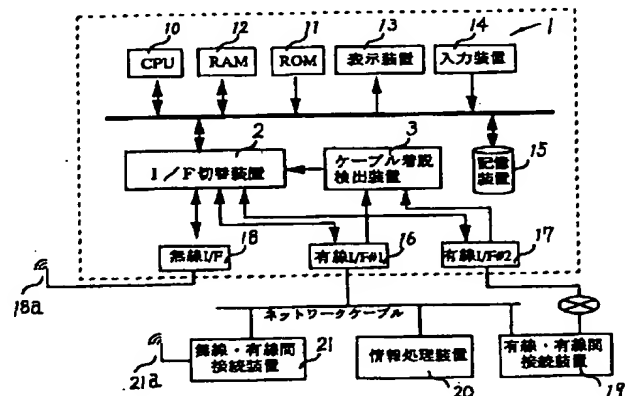 10
12
11
13
14
1
CPU
RAM
ROM
表示装置
入力装置
2
3
I／F切替装置
ケーブル着脱
検出装置
記憶
装置
15
18
16
17
無線I/F
有線I/F#1
有線I/F#2
18a
ネットワークケーブル
無線・有線間
接続装置
21
情報処理装置
有線・有線間
接続装置
21a
20
19